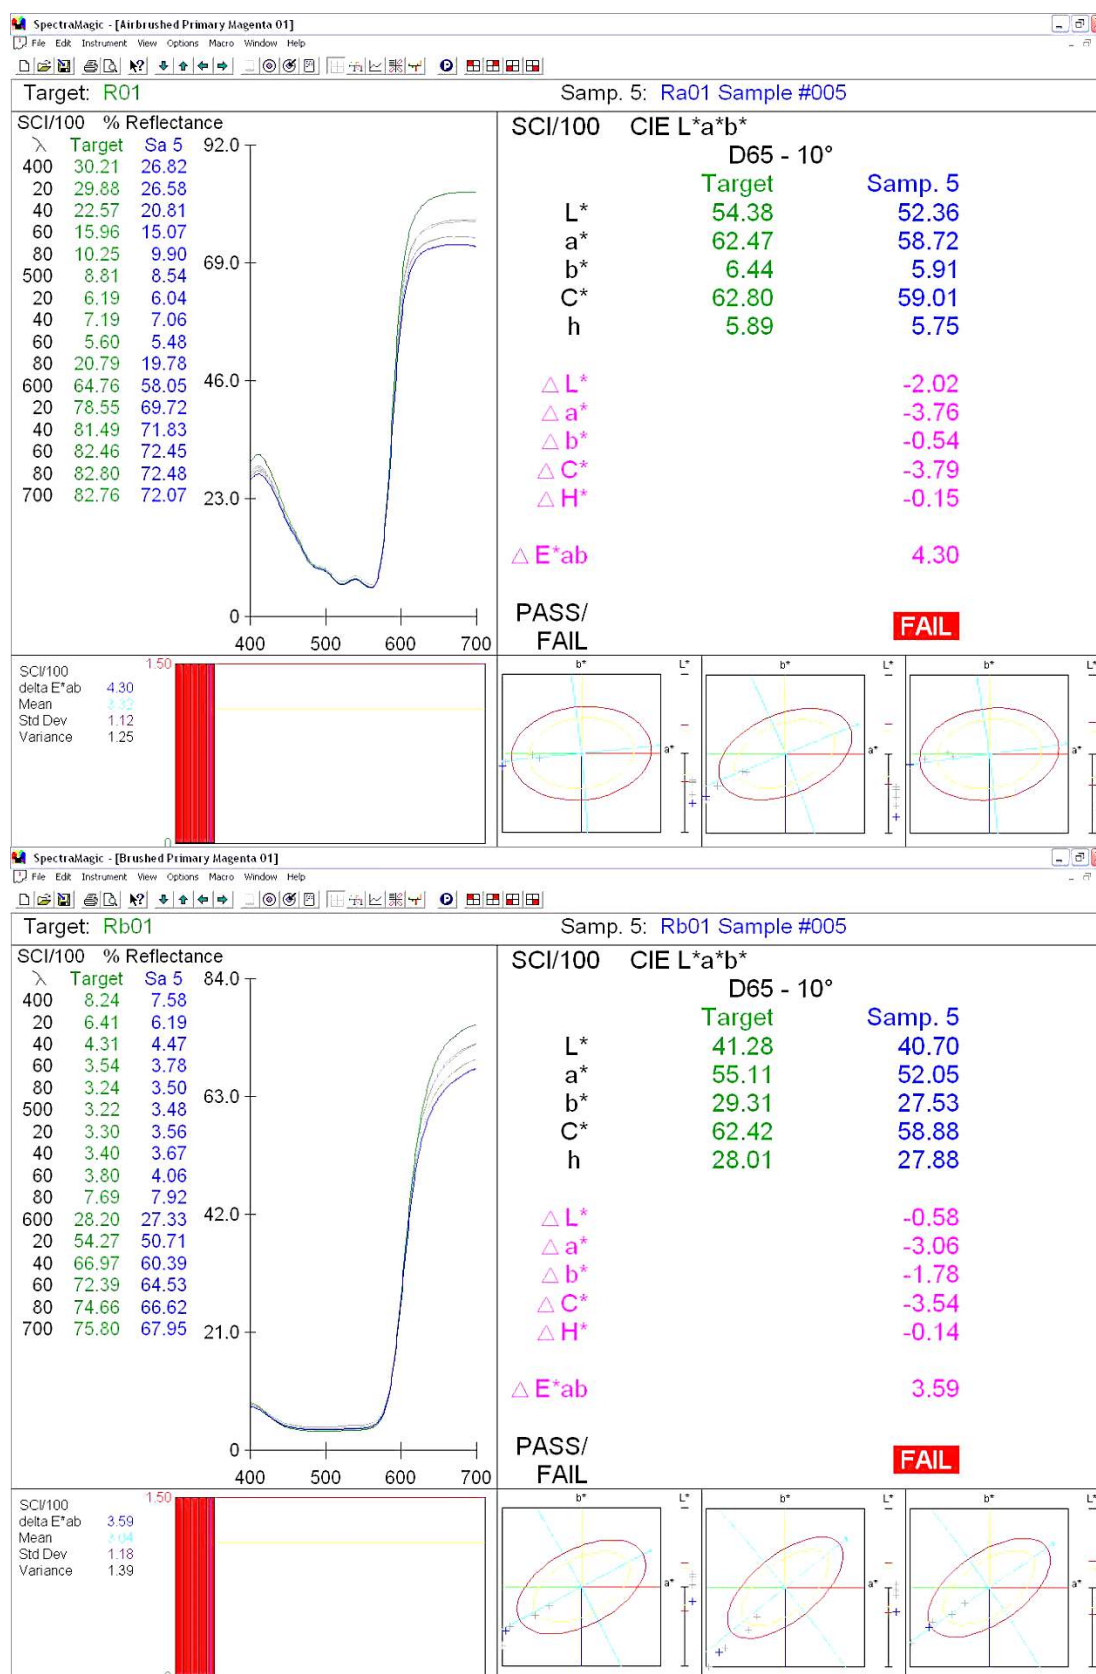 SpectraMagic - [Airbrushed Primary Magenta 01]
File Edit Instrument View Options Macro Window Help
Target: R01 Samp. 5: Ra01 Sample #005
SCI/100 % Reflectance
λ Target Sa 5
400 30.21 26.82
20 29.88 26.58
40 22.57 20.81
60 15.96 15.07
80 10.25 9.90
500 8.81 8.54
20 6.19 6.04
40 7.19 7.06
60 5.60 5.48
80 20.79 19.78
600 64.76 58.05
20 78.55 69.72
40 81.49 71.83
60 82.46 72.45
80 82.80 72.48
700 82.76 72.07
92.0
69.0
46.0
23.0
0
400 500 600 700
SCI/100 CIE L*a*b*
D65 - 10°
Target Samp. 5
L* 54.38 52.36
a* 62.47 58.72
b* 6.44 5.91
C* 62.80 59.01
h 5.89 5.75
△ L* -2.02
△ a* -3.76
△ b* -0.54
△ C* -3.79
△ H* -0.15
△ E*ab 4.30
PASS/
FAIL
FAIL
SCI/100
delta E*ab 4.30
Mean 3.32
Std Dev 1.12
Variance 1.25
1.50
0
b* L* b* L* b* L*
a* a* a*
SpectraMagic - [Brushed Primary Magenta 01]
File Edit Instrument View Options Macro Window Help
Target: Rb01 Samp. 5: Rb01 Sample #005
SCI/100 % Reflectance
λ Target Sa 5
400 8.24 7.58
20 6.41 6.19
40 4.31 4.47
60 3.54 3.78
80 3.24 3.50
500 3.22 3.48
20 3.30 3.56
40 3.40 3.67
60 3.80 4.06
80 7.69 7.92
600 28.20 27.33
20 54.27 50.71
40 66.97 60.39
60 72.39 64.53
80 74.66 66.62
700 75.80 67.95
84.0
63.0
42.0
21.0
0
400 500 600 700
SCI/100 CIE L*a*b*
D65 - 10°
Target Samp. 5
L* 41.28 40.70
a* 55.11 52.05
b* 29.31 27.53
C* 62.42 58.88
h 28.01 27.88
△ L* -0.58
△ a* -3.06
△ b* -1.78
△ C* -3.54
△ H* -0.14
△ E*ab 3.59
PASS/
FAIL
FAIL
SCI/100
delta E*ab 3.59
Mean 3.04
Std Dev 1.18
Variance 1.39
1.50
b* L* b* L* b* L*
a* a* a*